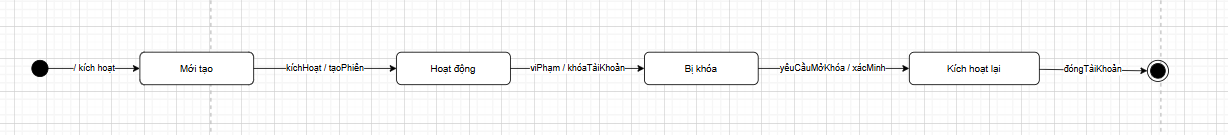 / kích hoạt
Mới tạo
kíchHoạt / tạoPhiên
Hoạt động
viPhạm / khóaTàiKhoản
Bị khóa
yêuCầuMởKhóa / xácMinh
Kích hoạt lại
đóngTàiKhoản